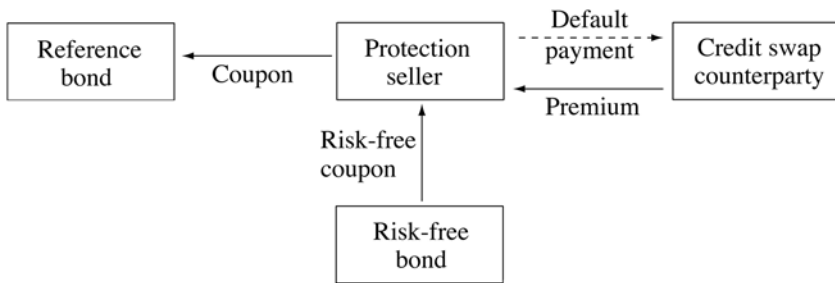 Reference
bond
Coupon
Protection
seller
Default
payment
Premium
Credit swap
counterparty
Risk-free
coupon
Risk-free
bond